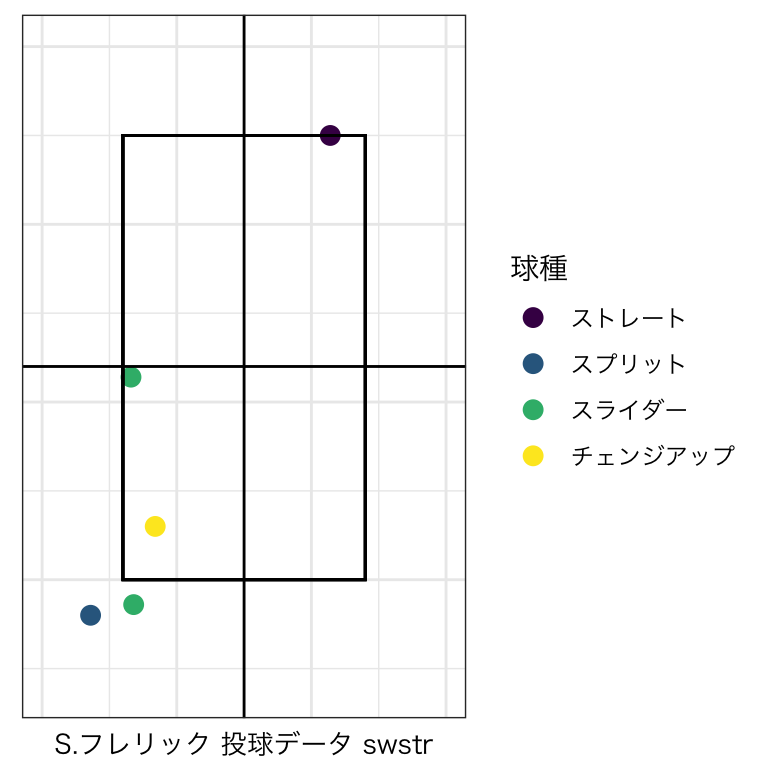 球種
ストレート
スプリット
スライダー
チェンジアップ
S.フレリック 投球データ swstr